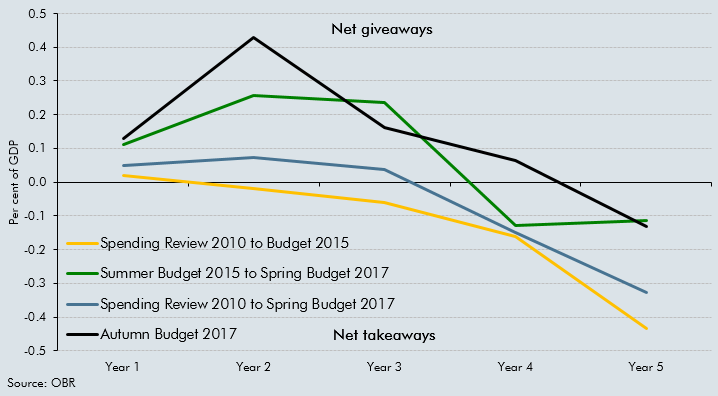 Net giveaways
0.5
0.4
0.3
0.2
0.1
0.0
-0.1
-0.2
-0.3
-0.4
-0.5
Per cent of GDP
Spending Review 2010 to Budget 2015
Summer Budget 2015 to Spring Budget 2017
Spending Review 2010 to Spring Budget 2017
Autumn Budget 2017
Net takeaways
Year 1 Year 2 Year 3 Year 4 Year 5
Source: OBR